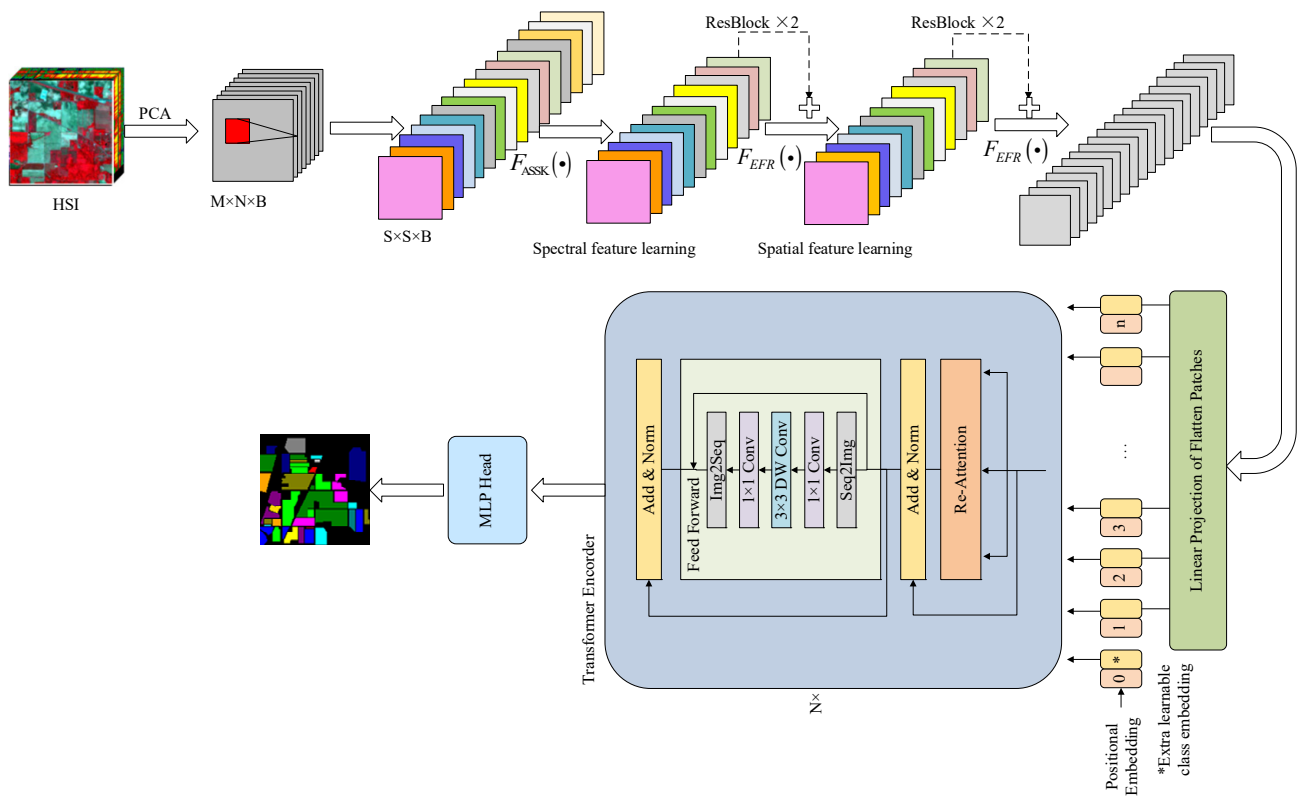 ResBlock ×2
ResBlock ×2
PCA
HSI
M×N×B
S×S×B
F_ASSK(•)
F_EFR(•)
F_EFR(•)
Spectral feature learning
Spatial feature learning
Linear Projection of Flatten Patches
n
…
3
2
1
0 *
Positional
Embedding
*Extra learnable
class embedding
Transformer Encorder
N×
Re-Attention
Add & Norm
Feed Forward
Seq2Img
1×1 Conv
3×3 DW Conv
1×1 Conv
Img2Seq
Add & Norm
MLP Head